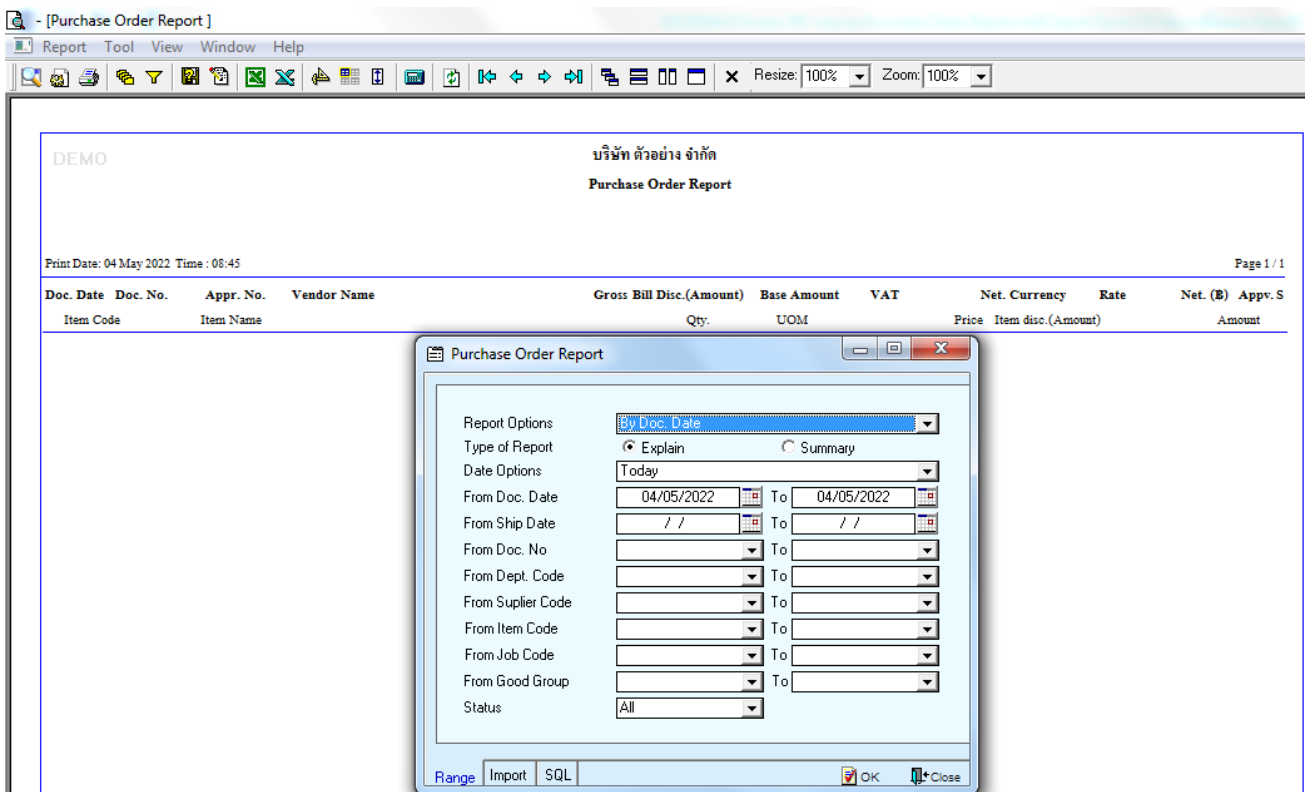 - [Purchase Order Report ]
Report Tool View Window Help
Resize: 100% Zoom: 100%
DEMO
บริษัท ตัวอย่าง จำกัด
Purchase Order Report
Print Date: 04 May 2022 Time : 08:45 Page 1 / 1
Doc. Date Doc. No. Appr. No. Vendor Name Gross Bill Disc.(Amount) Base Amount VAT Net. Currency Rate Net. (B) Appv. S
Item Code Item Name Qty. UOM Price Item disc.(Amount) Amount
Purchase Order Report
Report Options By Doc. Date
Type of Report Explain Summary
Date Options Today
From Doc. Date 04/05/2022 To 04/05/2022
From Ship Date / / To / /
From Doc. No To
From Dept. Code To
From Suplier Code To
From Item Code To
From Job Code To
From Good Group To
Status All
Range Import SQL OK Close